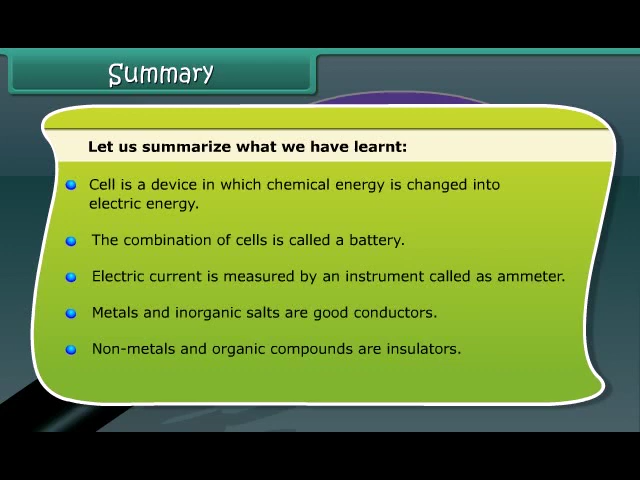 Summary
Let us summarize what we have learnt:
Cell is a device in which chemical energy is changed into
electric energy.
The combination of cells is called a battery.
Electric current is measured by an instrument called as ammeter.
Metals and inorganic salts are good conductors.
Non-metals and organic compounds are insulators.